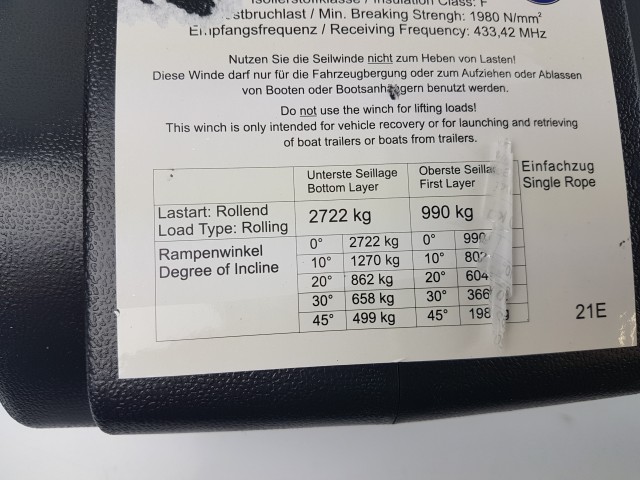 Isolierstoffklasse / Insulation Class: F
stbruchlast / Min. Breaking Strengh: 1980 N/mm²
Empfangsfrequenz / Receiving Frequency: 433,42 MHz
Nutzen Sie die Seilwinde nicht zum Heben von Lasten!
Diese Winde darf nur für die Fahrzeugbergung oder zum Aufziehen oder Ablassen
von Booten oder Bootsanhängern benutzt werden.
Do not use the winch for lifting loads!
This winch is only intended for vehicle recovery or for launching and retrieving
of boat trailers or boats from trailers.
Unterste Seillage Oberste Seilla Einfachzug
Bottom Layer First Layer Single Rope
Lastart: Rollend
Load Type: Rolling 2722 kg 990 kg
Rampenwinkel
Degree of Incline
0° 2722 kg 0° 990
10° 1270 kg 10° 80
20° 862 kg 20° 604
30° 658 kg 30° 366
45° 499 kg 45° 198 g
21E